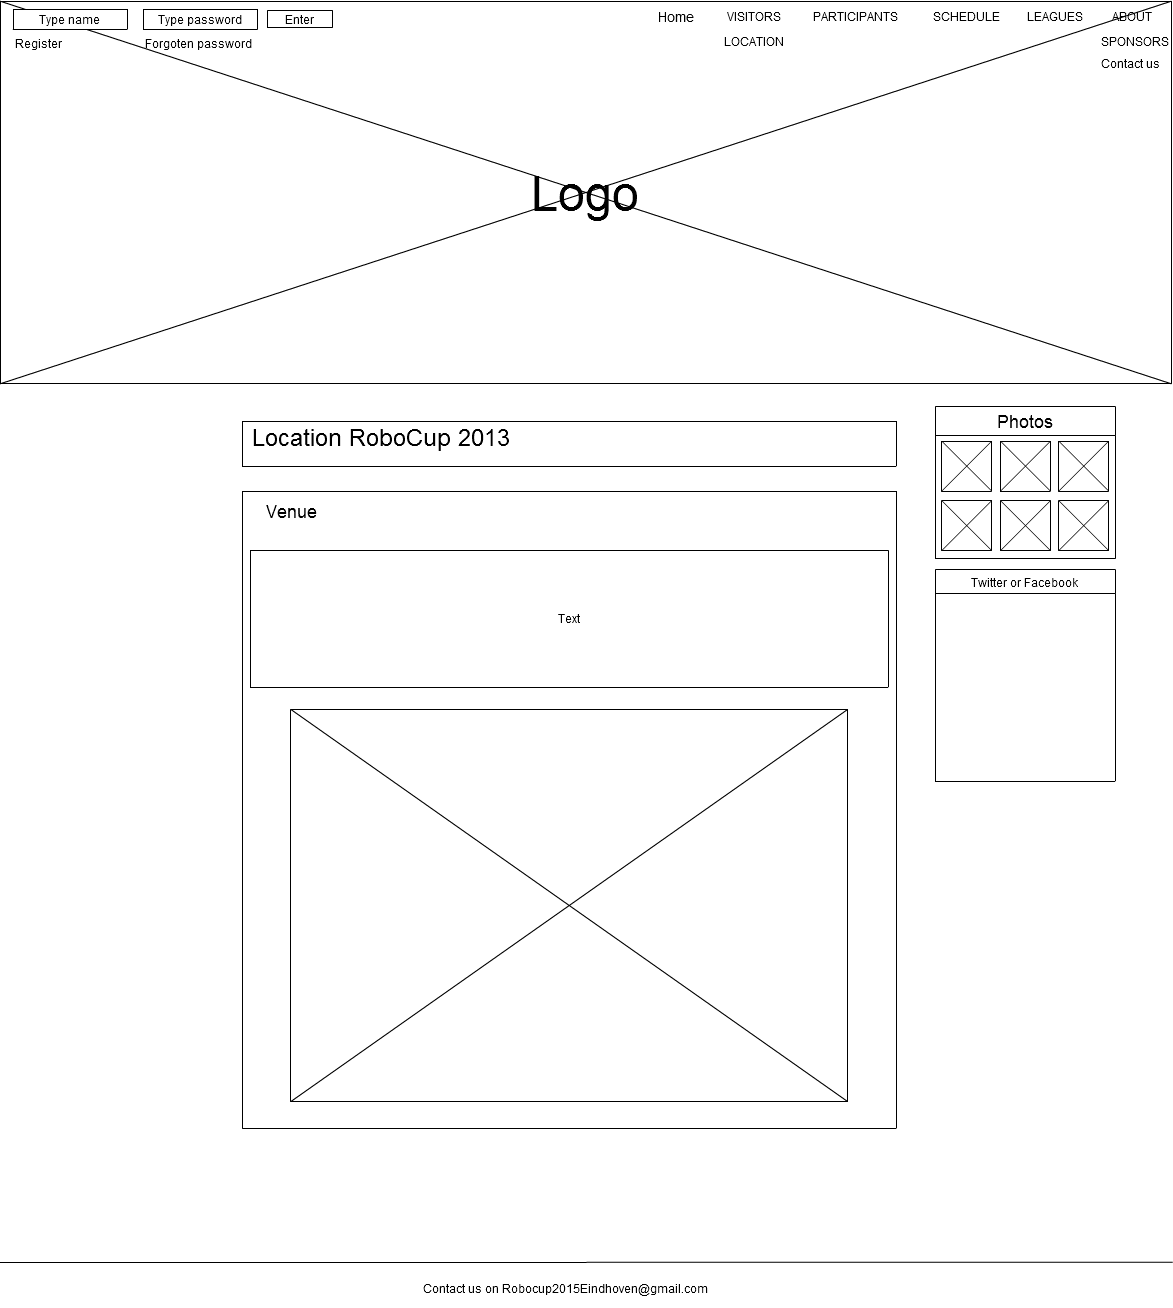 Type name
Type password
Enter
Home
VISITORS
PARTICIPANTS
SCHEDULE
LEAGUES
ABOUT
Register
Forgoten password
LOCATION
SPONSORS
Contact us
Logo
Location RoboCup 2013
Photos
Venue
Text
Twitter or Facebook
Contact us on Robocup2015Eindhoven@gmail.com